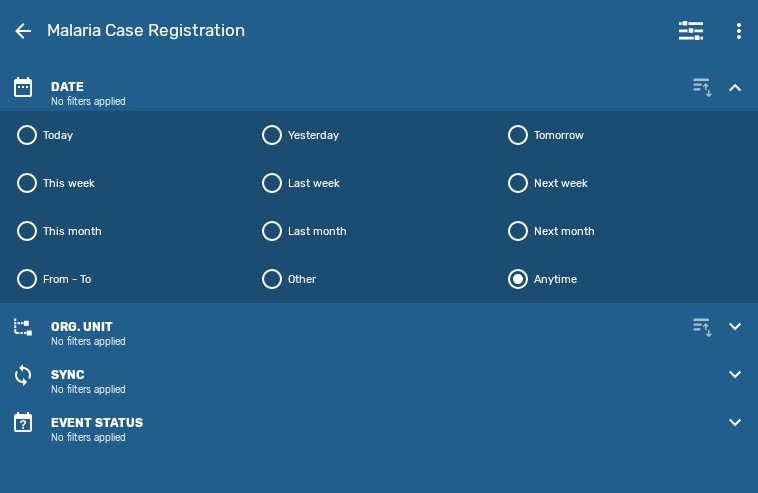 Malaria Case Registration
DATE
No filters applied
Today Yesterday Tomorrow
This week Last week Next week
This month Last month Next month
From - To Other Anytime
ORG. UNIT
No filters applied
SYNC
No filters applied
EVENT STATUS
No filters applied